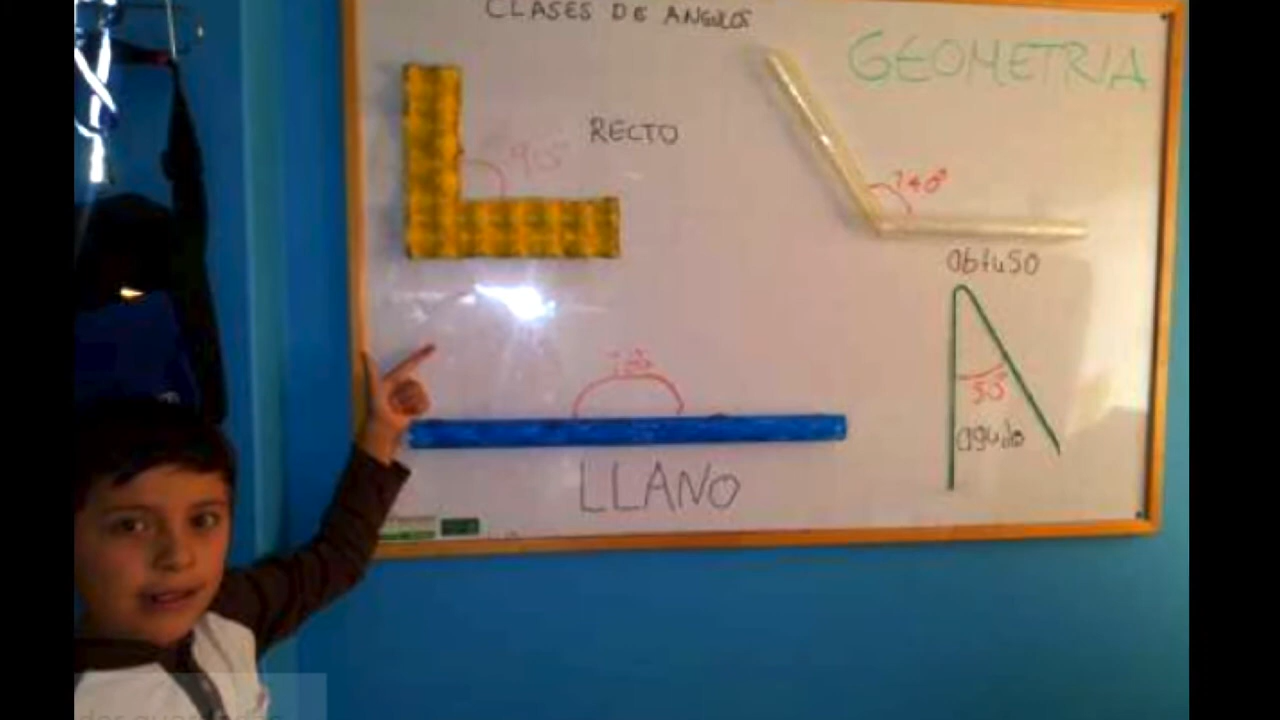 CLASES DE ANGULOS
GEOMETRIA
RECTO
90°
140°
obtuso
50°
agudo
LLANO